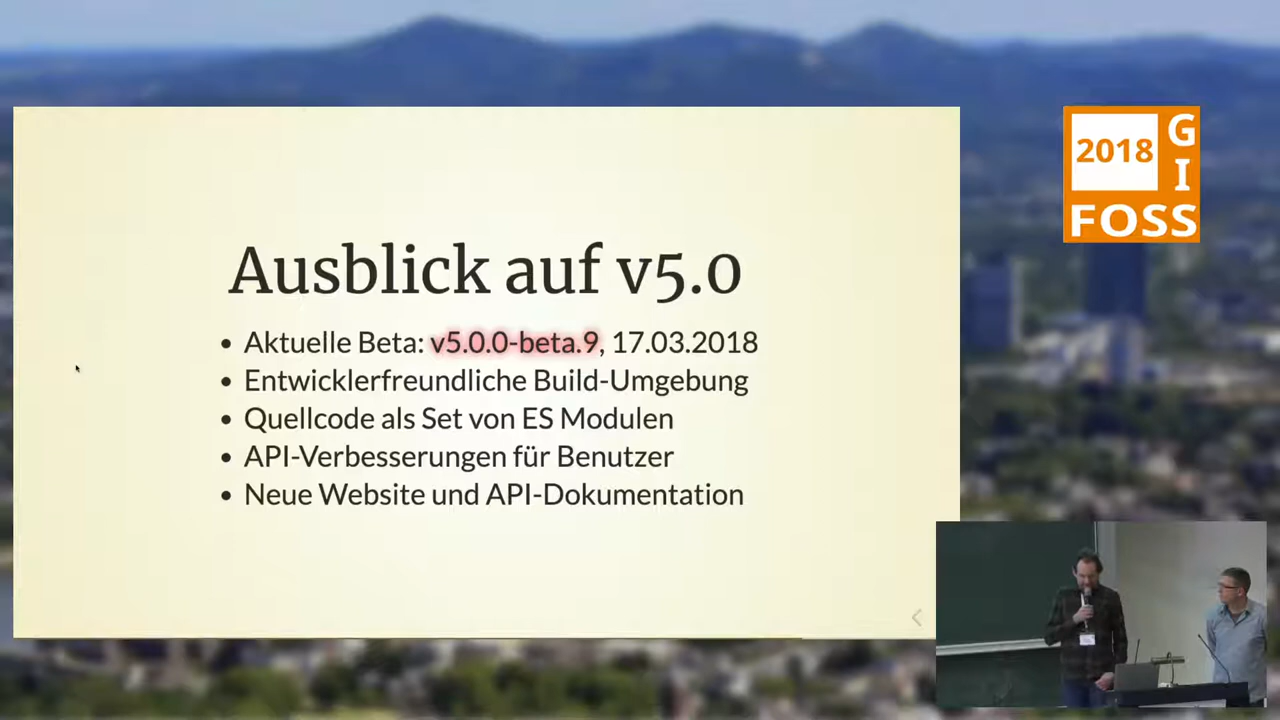 Ausblick auf v5.0
Aktuelle Beta: v5.0.0-beta.9, 17.03.2018
Entwicklerfreundliche Build-Umgebung
Quellcode als Set von ES Modulen
API-Verbesserungen für Benutzer
Neue Website und API-Dokumentation
2018
GI
FOSS